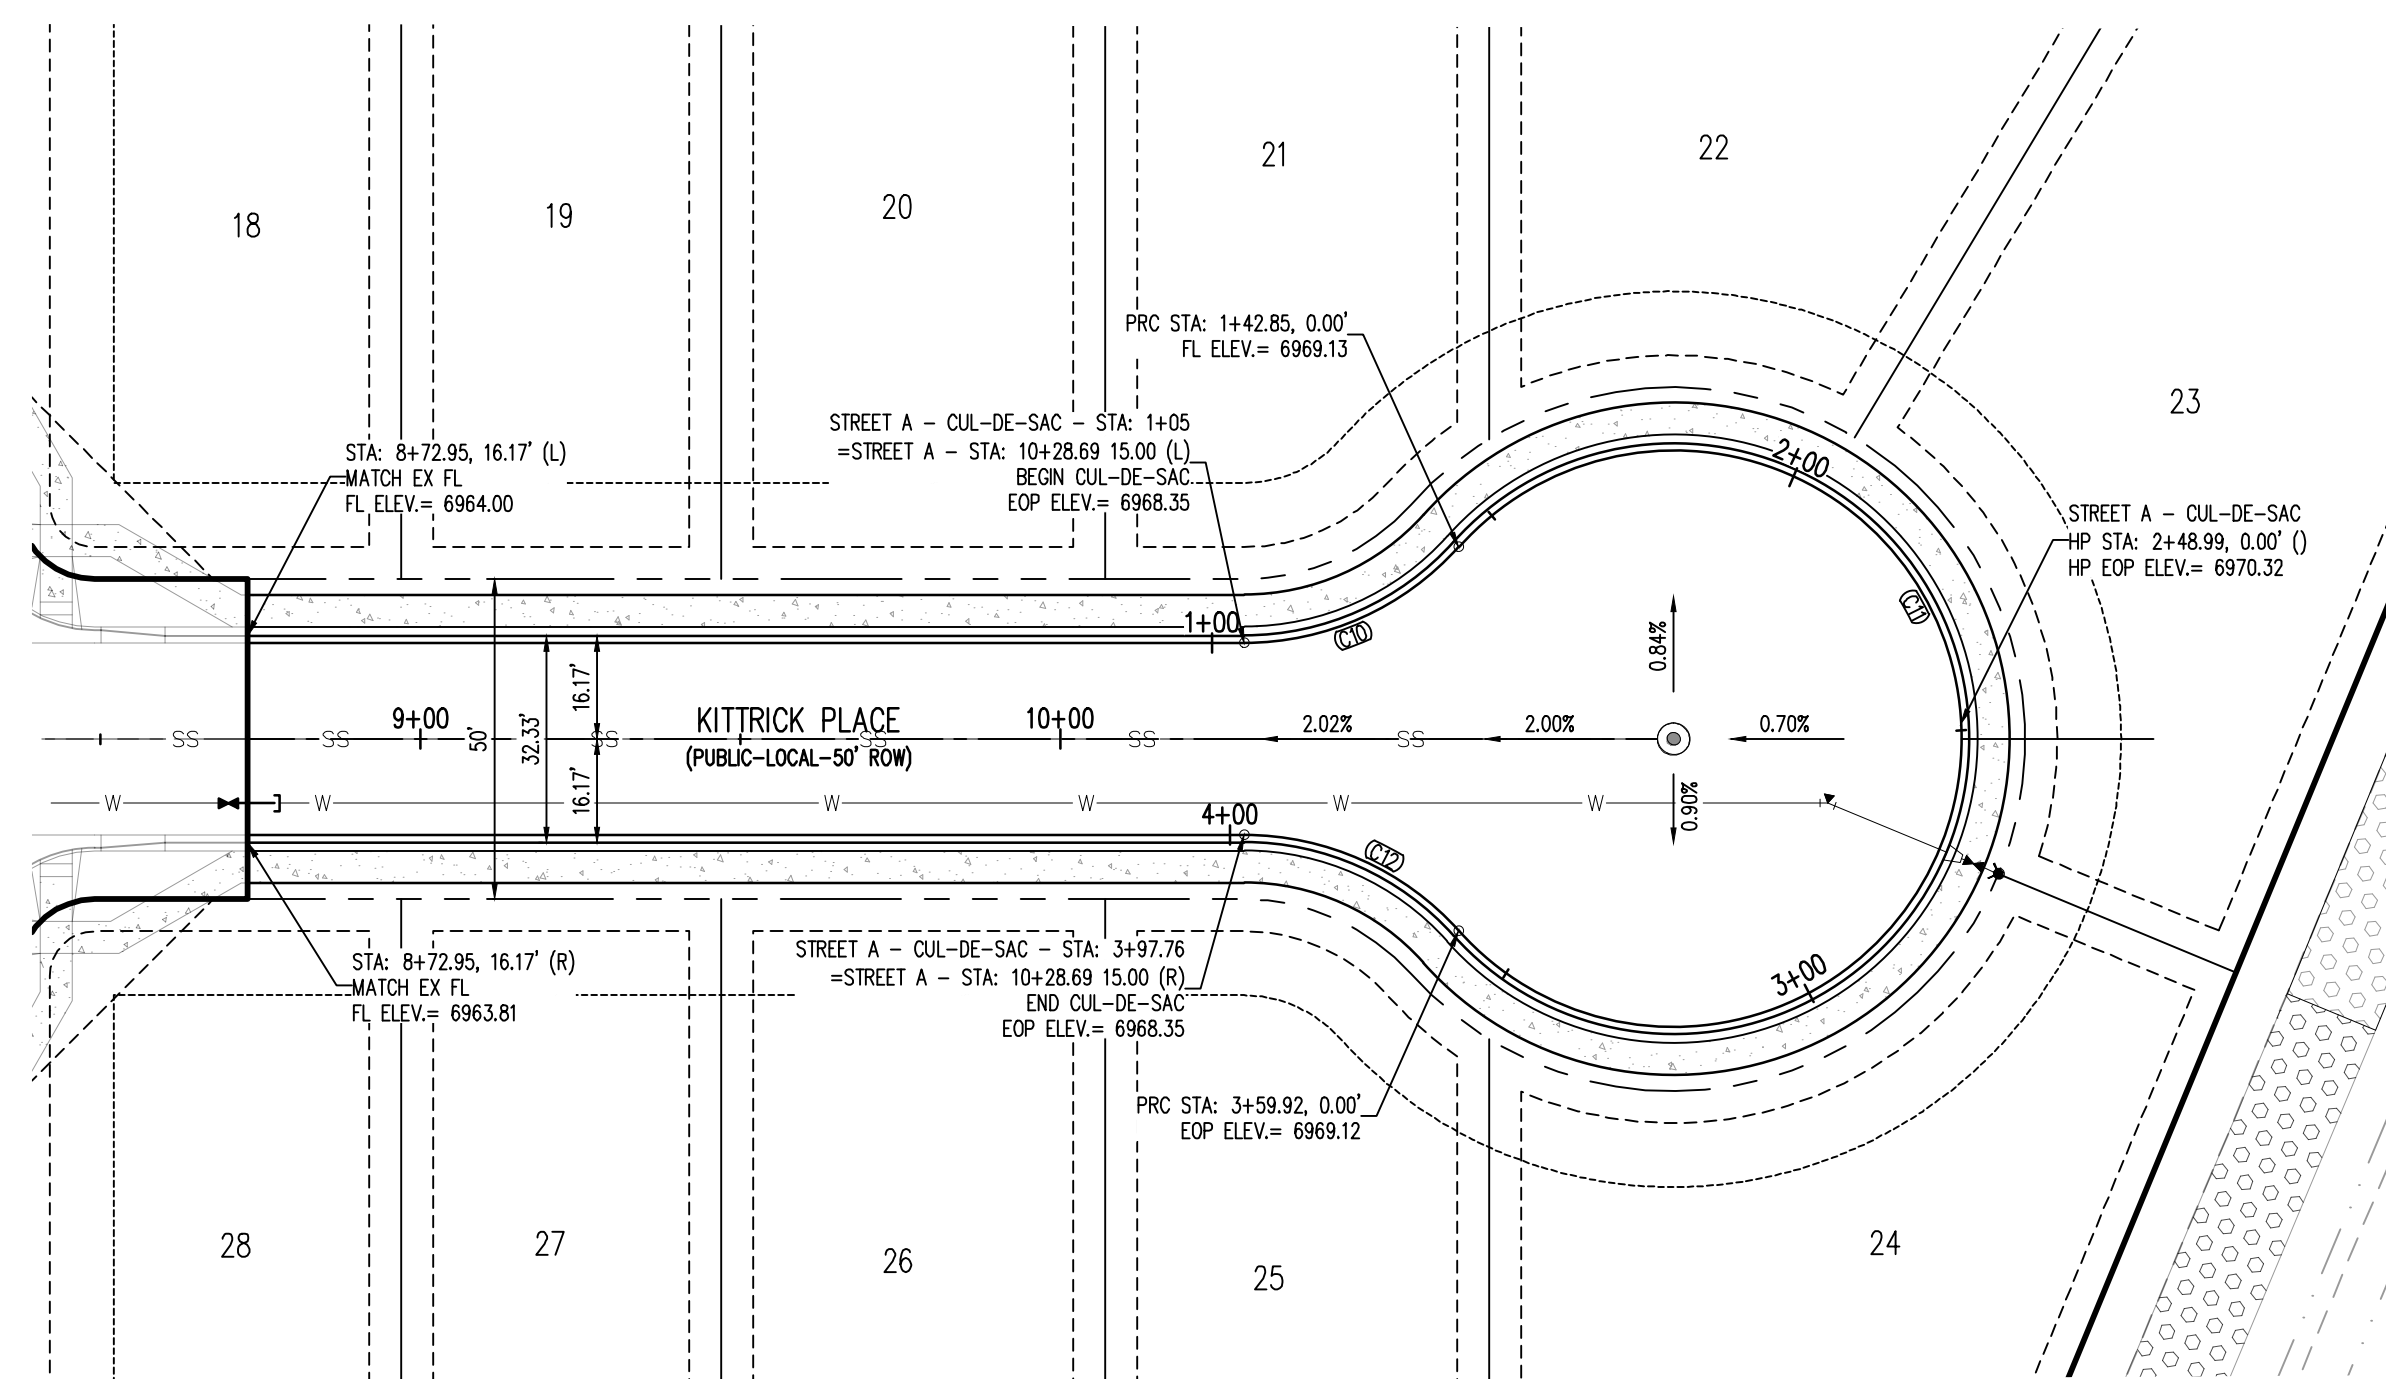 18
19
20
21
22
23
PRC STA: 1+42.85, 0.00'
FL ELEV.= 6969.13
STREET A - CUL-DE-SAC - STA: 1+05
=STREET A - STA: 10+28.69 15.00 (L)
BEGIN CUL-DE-SAC
EOP ELEV.= 6968.35
STA: 8+72.95, 16.17' (L)
MATCH EX FL
FL ELEV.= 6964.00
2+00
STREET A - CUL-DE-SAC
HP STA: 2+48.99, 0.00' ()
HP EOP ELEV.= 6970.32
C11
1+00
C10
0.84%
16.17'
9+00
50'
32.33'
KITTRICK PLACE
(PUBLIC-LOCAL-50' ROW)
10+00
2.02%
2.00%
0.70%
SS
SS
SS
SS
SS
SS
16.17'
0.90%
W
W
W
W
W
W
4+00
C12
STREET A - CUL-DE-SAC - STA: 3+97.76
=STREET A - STA: 10+28.69 15.00 (R)
END CUL-DE-SAC
EOP ELEV.= 6968.35
STA: 8+72.95, 16.17' (R)
MATCH EX FL
FL ELEV.= 6963.81
3+00
PRC STA: 3+59.92, 0.00'
EOP ELEV.= 6969.12
28
27
26
25
24